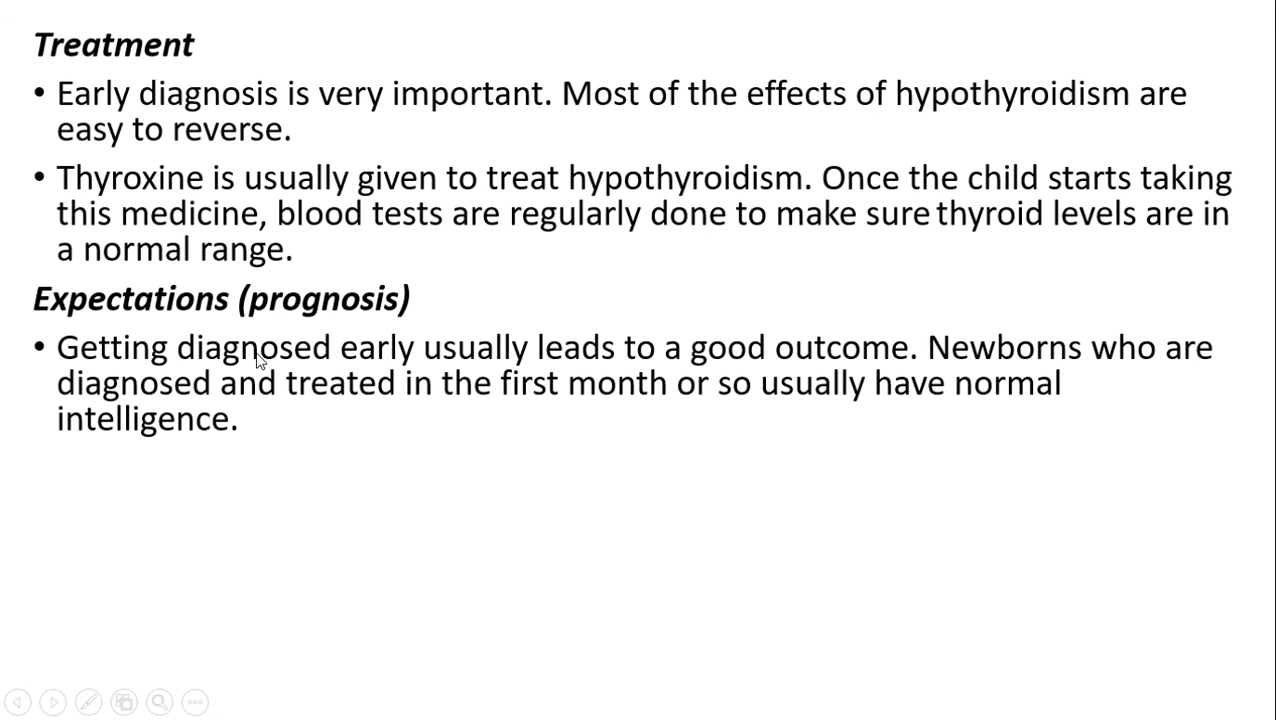 Treatment
• Early diagnosis is very important. Most of the effects of hypothyroidism are
easy to reverse.
• Thyroxine is usually given to treat hypothyroidism. Once the child starts taking
this medicine, blood tests are regularly done to make sure thyroid levels are in
a normal range.
Expectations (prognosis)
• Getting diagnosed early usually leads to a good outcome. Newborns who are
diagnosed and treated in the first month or so usually have normal
intelligence.